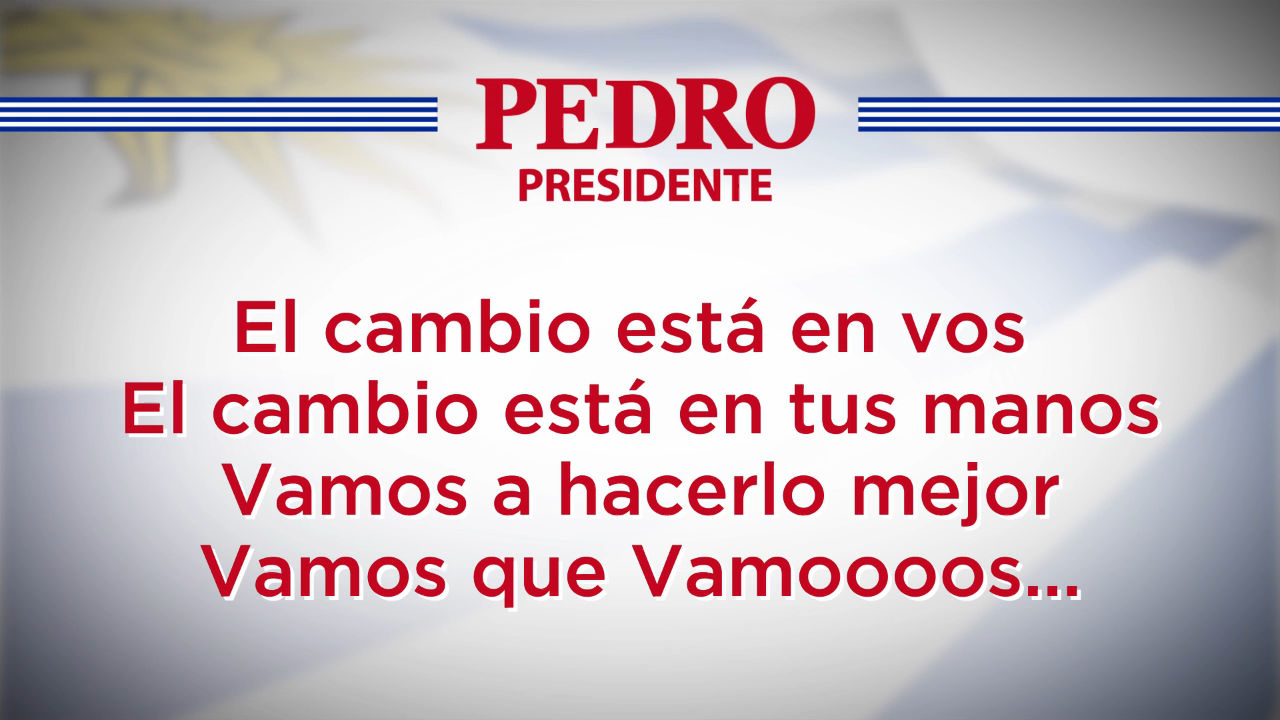 PEDRO
PRESIDENTE
El cambio está en vos
El cambio está en tus manos
Vamos a hacerlo mejor
Vamos que Vamoooos...